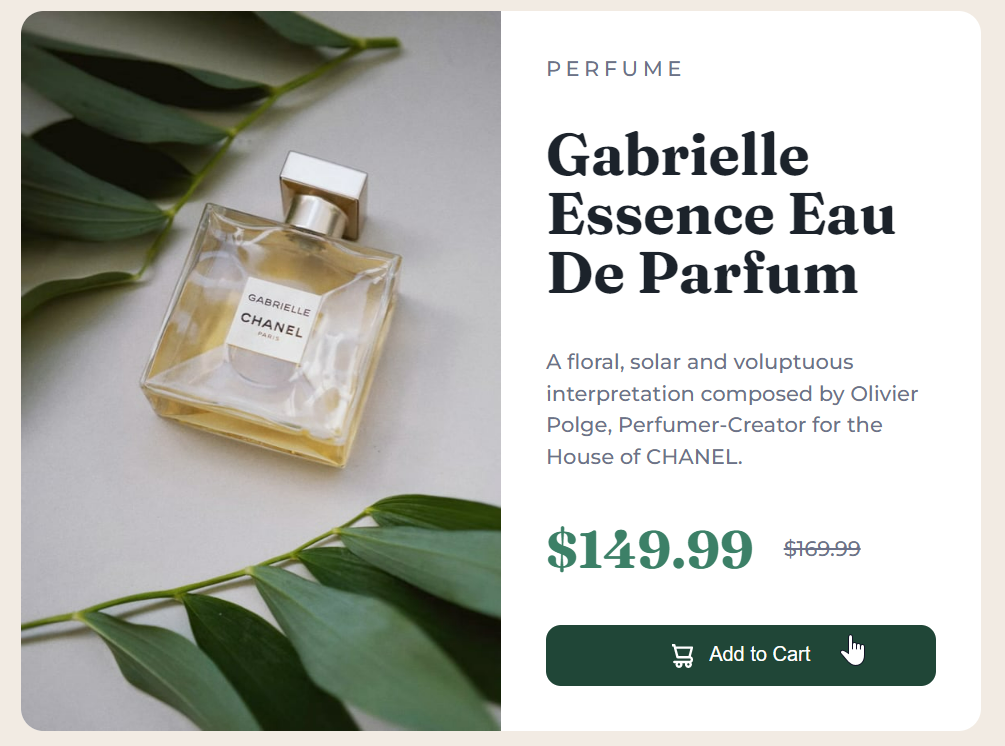 GABRIELLE
CHANEL
PARIS
PERFUME
Gabrielle
Essence Eau
De Parfum
A floral, solar and voluptuous
interpretation composed by Olivier
Polge, Perfumer-Creator for the
House of CHANEL.
$149.99 $169.99
Add to Cart